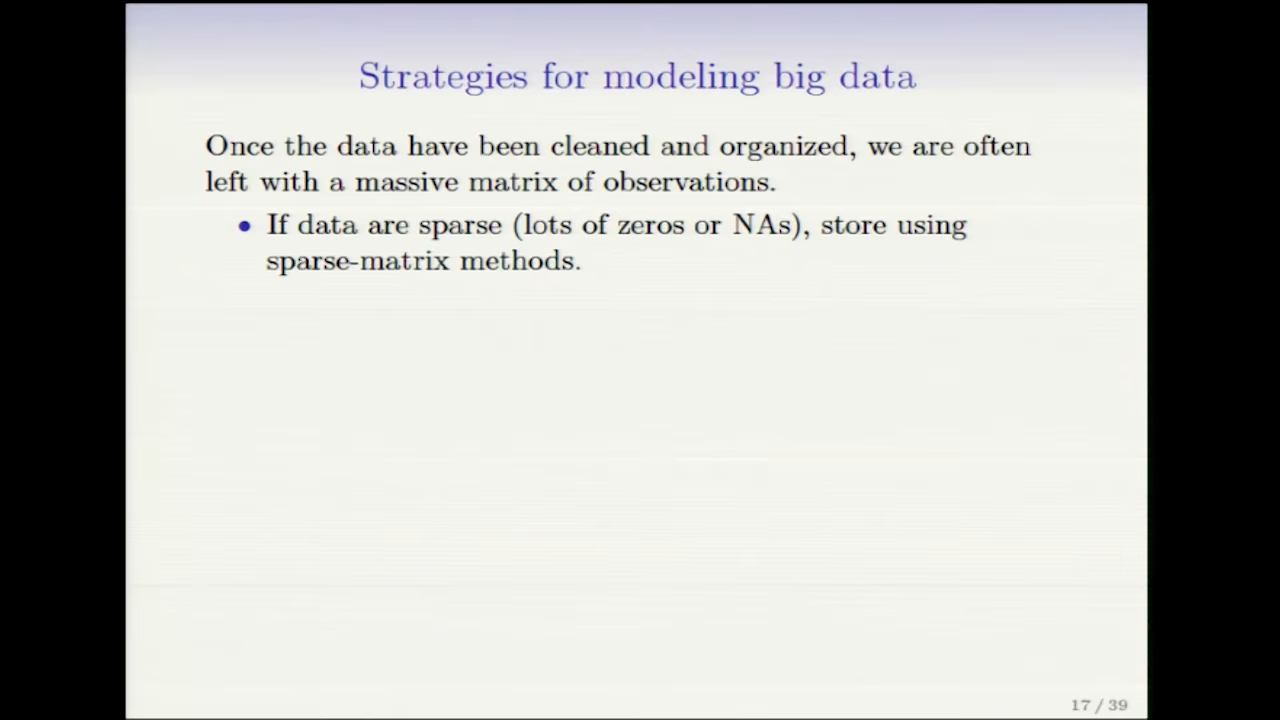 Strategies for modeling big data
Once the data have been cleaned and organized, we are often
left with a massive matrix of observations.
• If data are sparse (lots of zeros or NAs), store using
sparse-matrix methods.
17 / 39